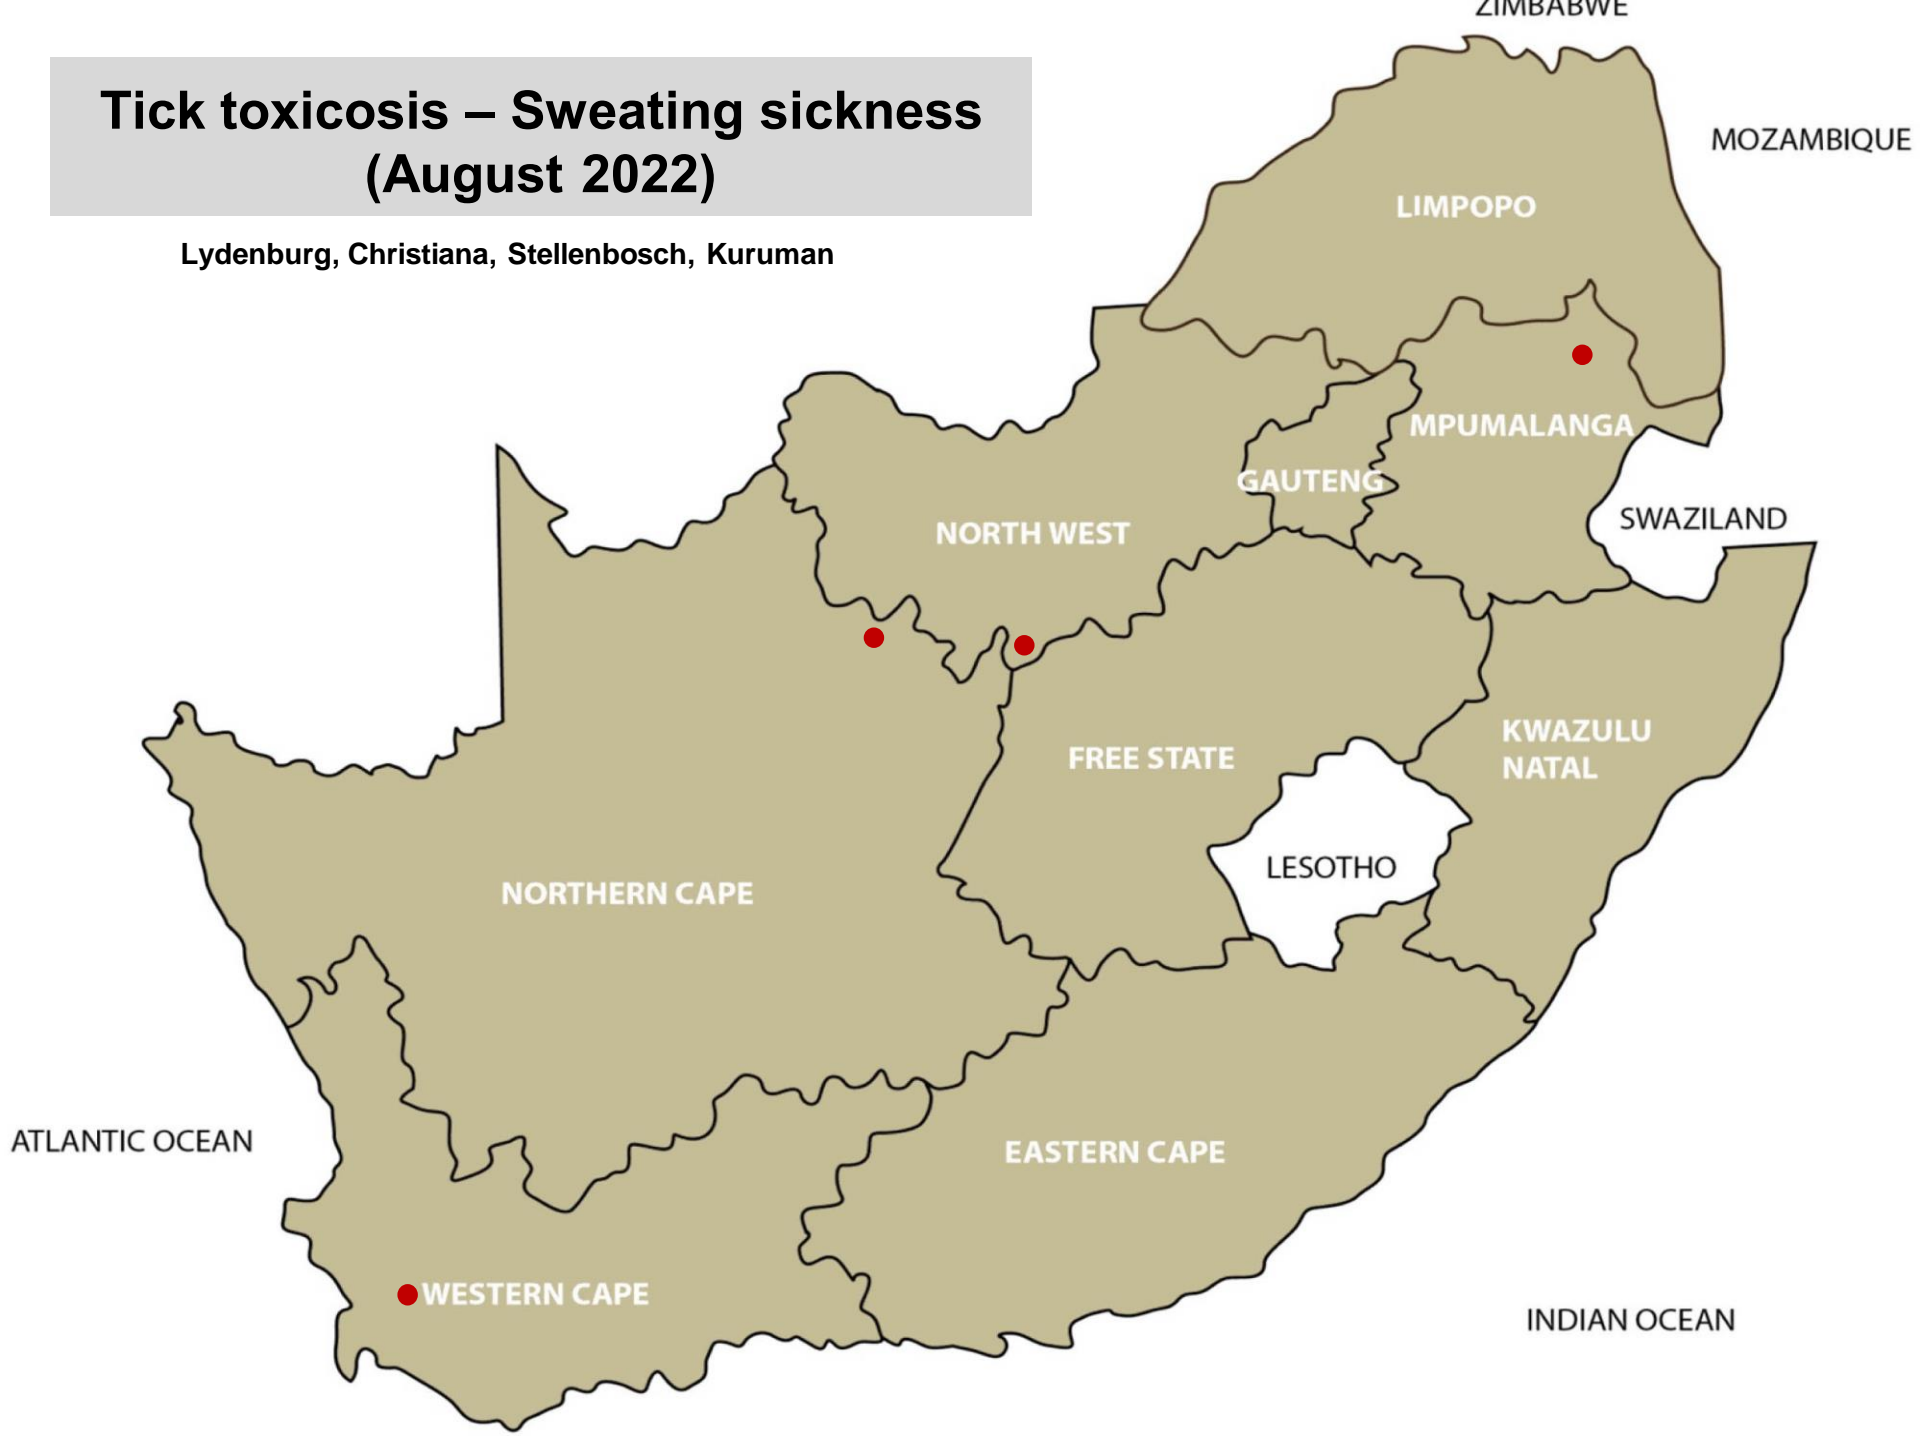 ZIMBABWE
Tick toxicosis – Sweating sickness
(August 2022)
MOZAMBIQUE
LIMPOPO
Lydenburg, Christiana, Stellenbosch, Kuruman
MPUMALANGA
GAUTENG
SWAZILAND
NORTH WEST
KWAZULU
NATAL
FREE STATE
LESOTHO
NORTHERN CAPE
ATLANTIC OCEAN
EASTERN CAPE
WESTERN CAPE
INDIAN OCEAN